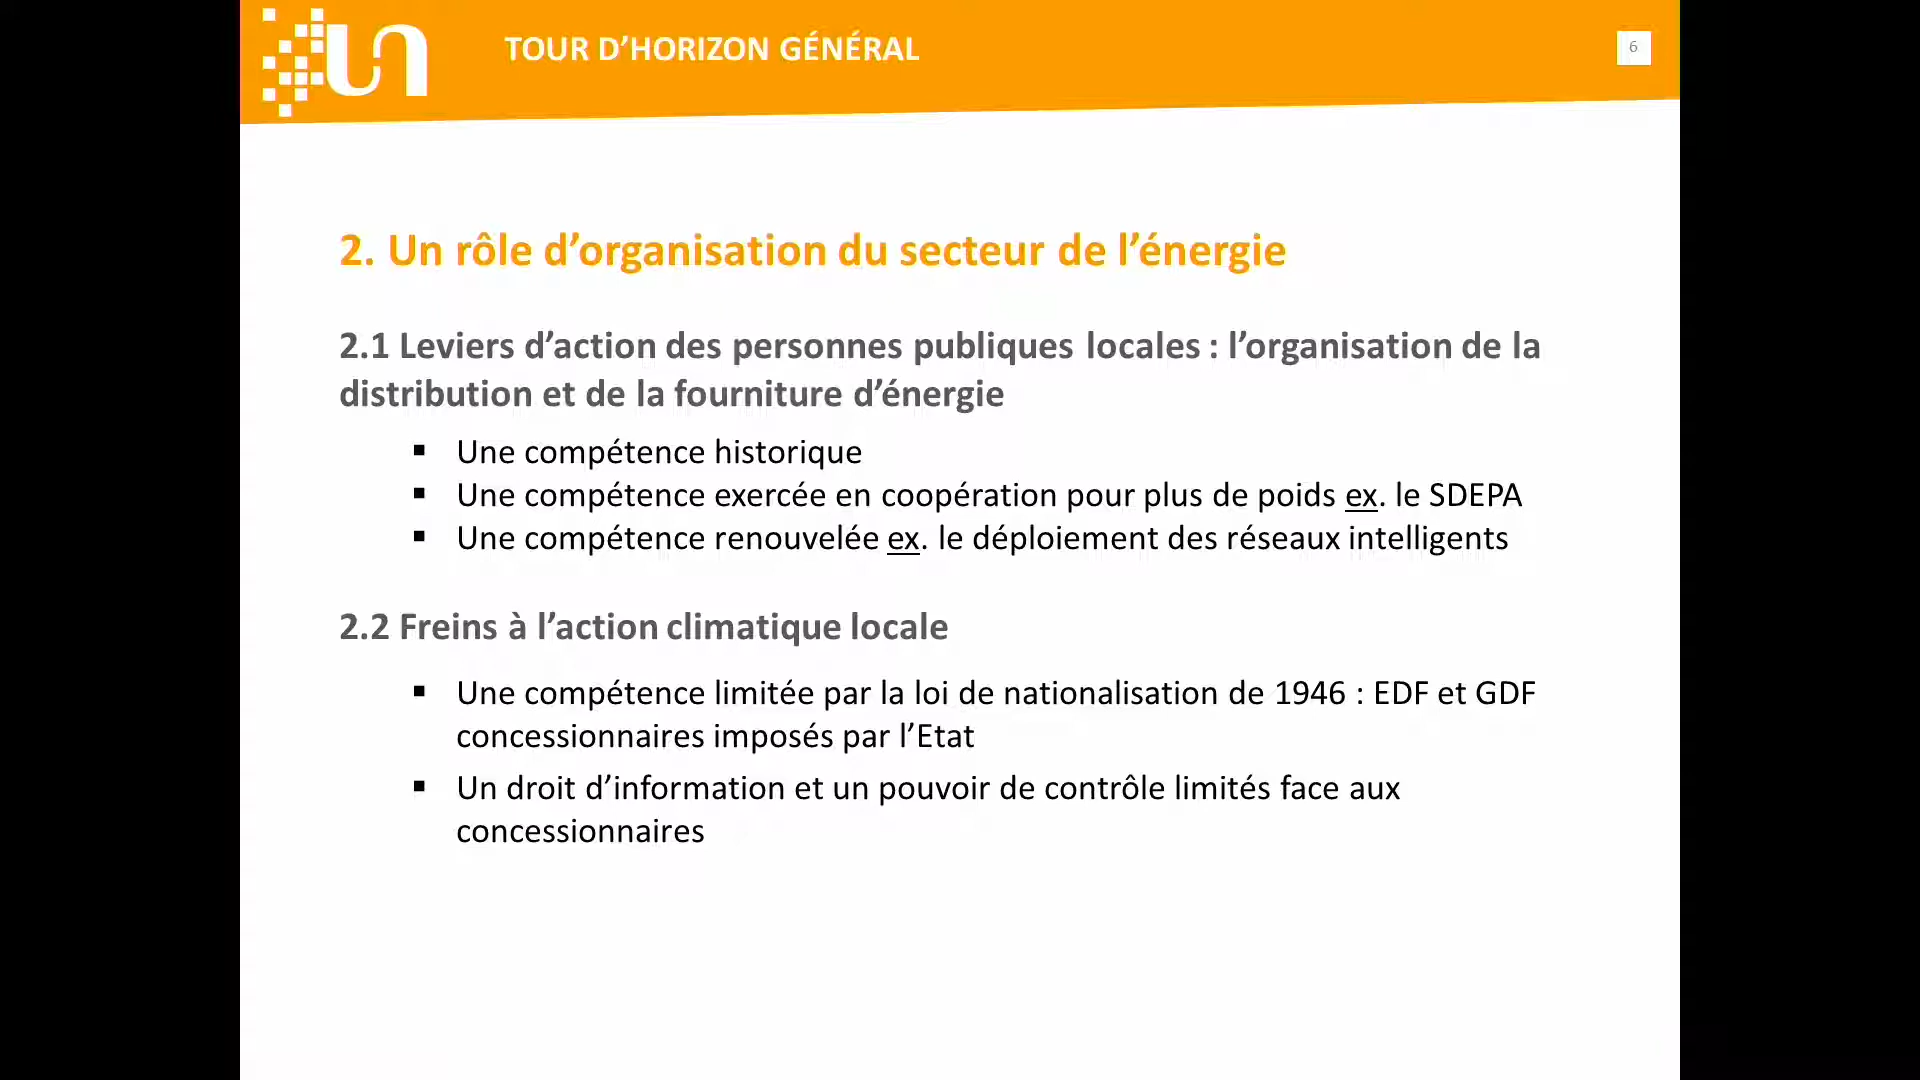 TOUR D’HORIZON GÉNÉRAL
6
2. Un rôle d’organisation du secteur de l’énergie
2.1 Leviers d’action des personnes publiques locales : l’organisation de la
distribution et de la fourniture d’énergie
▪ Une compétence historique
▪ Une compétence exercée en coopération pour plus de poids ex. le SDEPA
▪ Une compétence renouvelée ex. le déploiement des réseaux intelligents
2.2 Freins à l’action climatique locale
▪ Une compétence limitée par la loi de nationalisation de 1946 : EDF et GDF
concessionnaires imposés par l’Etat
▪ Un droit d’information et un pouvoir de contrôle limités face aux
concessionnaires